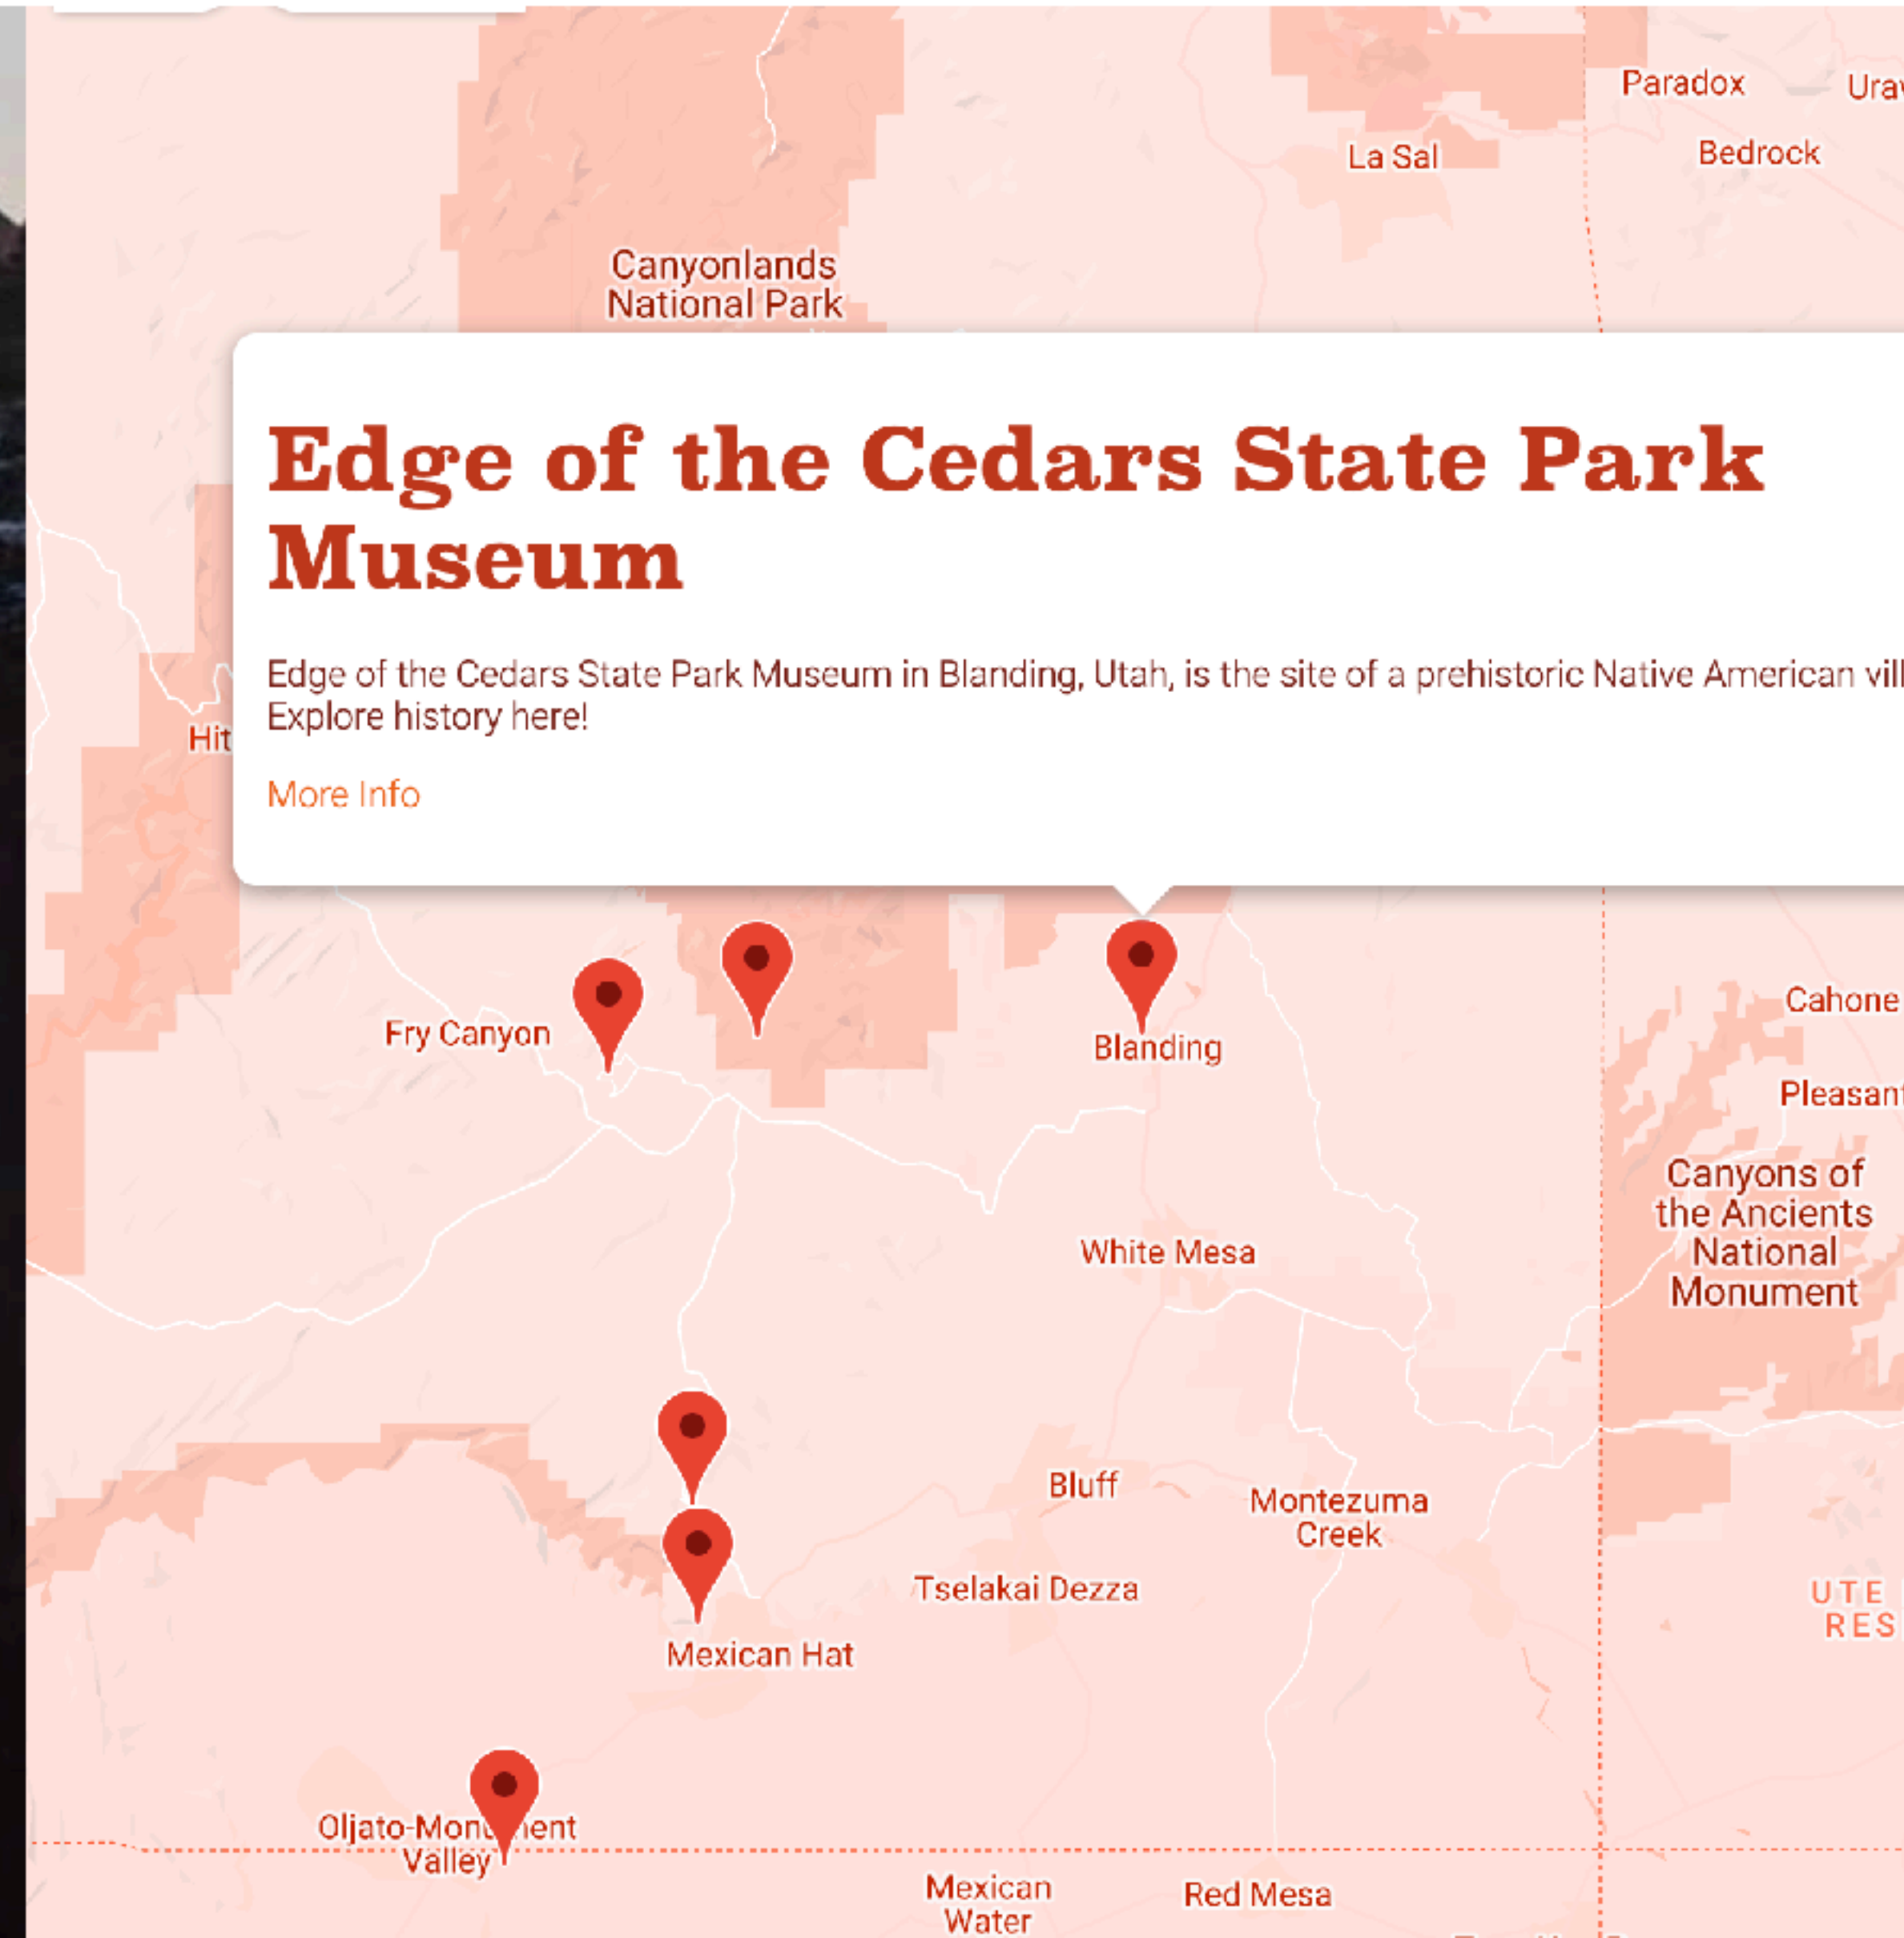 Paradox
La Sal
Bedrock
Canyonlands
National Park
Edge of the Cedars State Park
Museum
Edge of the Cedars State Park Museum in Blanding, Utah, is the site of a prehistoric Native American
Explore history here!
More Info
Fry Canyon
Blanding
Cahone
White Mesa
Canyons of
the Ancients
National
Monument
Bluff
Montezuma
Creek
Tselakai Dezza
UTE
Mexican Hat
Valley
Mexican
Water
Red Mesa